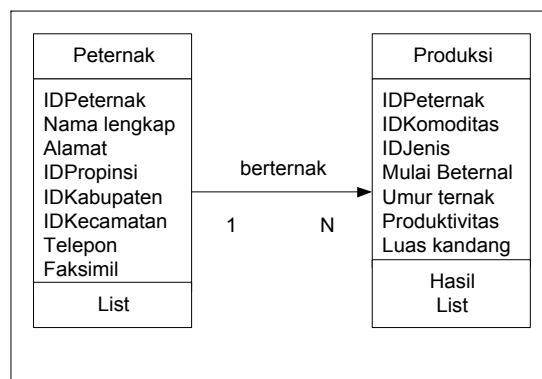 Peternak
IDPeternak
Nama lengkap
Alamat
IDPropinsi
IDKabupaten
IDKecamatan
Telepon
Faksimil
List
berternak
1 N
Produksi
IDPeternak
IDKomoditas
IDJenis
Mulai Beternal
Umur ternak
Produktivitas
Luas kandang
Hasil
List